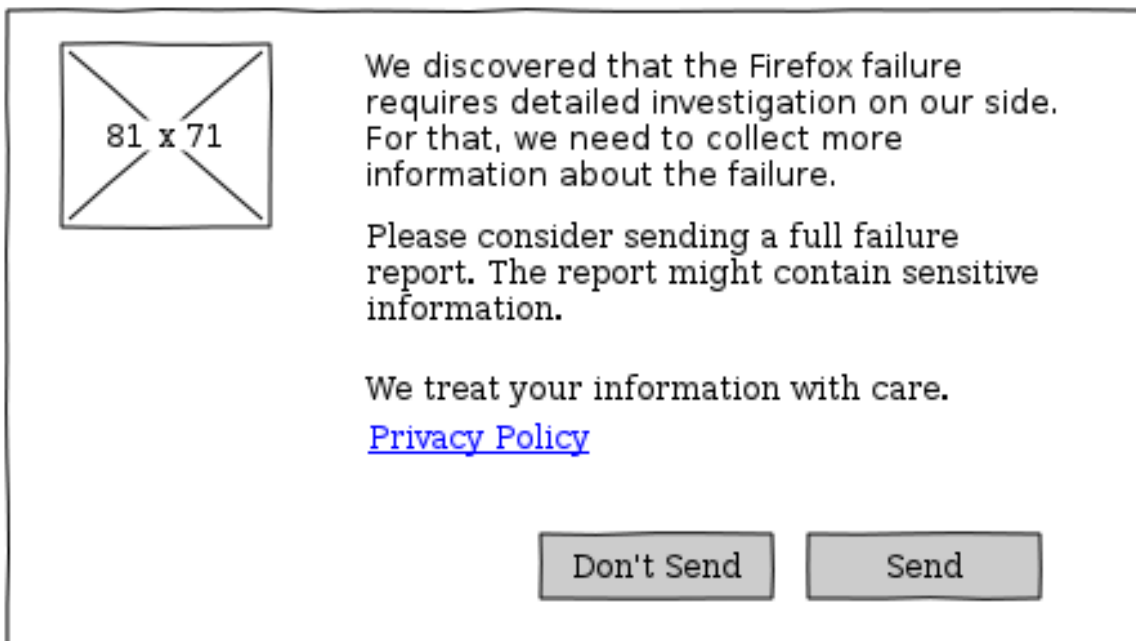 81 x 71
We discovered that the Firefox failure
requires detailed investigation on our side.
For that, we need to collect more
information about the failure.
Please consider sending a full failure
report. The report might contain sensitive
information.
We treat your information with care.
Privacy Policy
Don't Send
Send